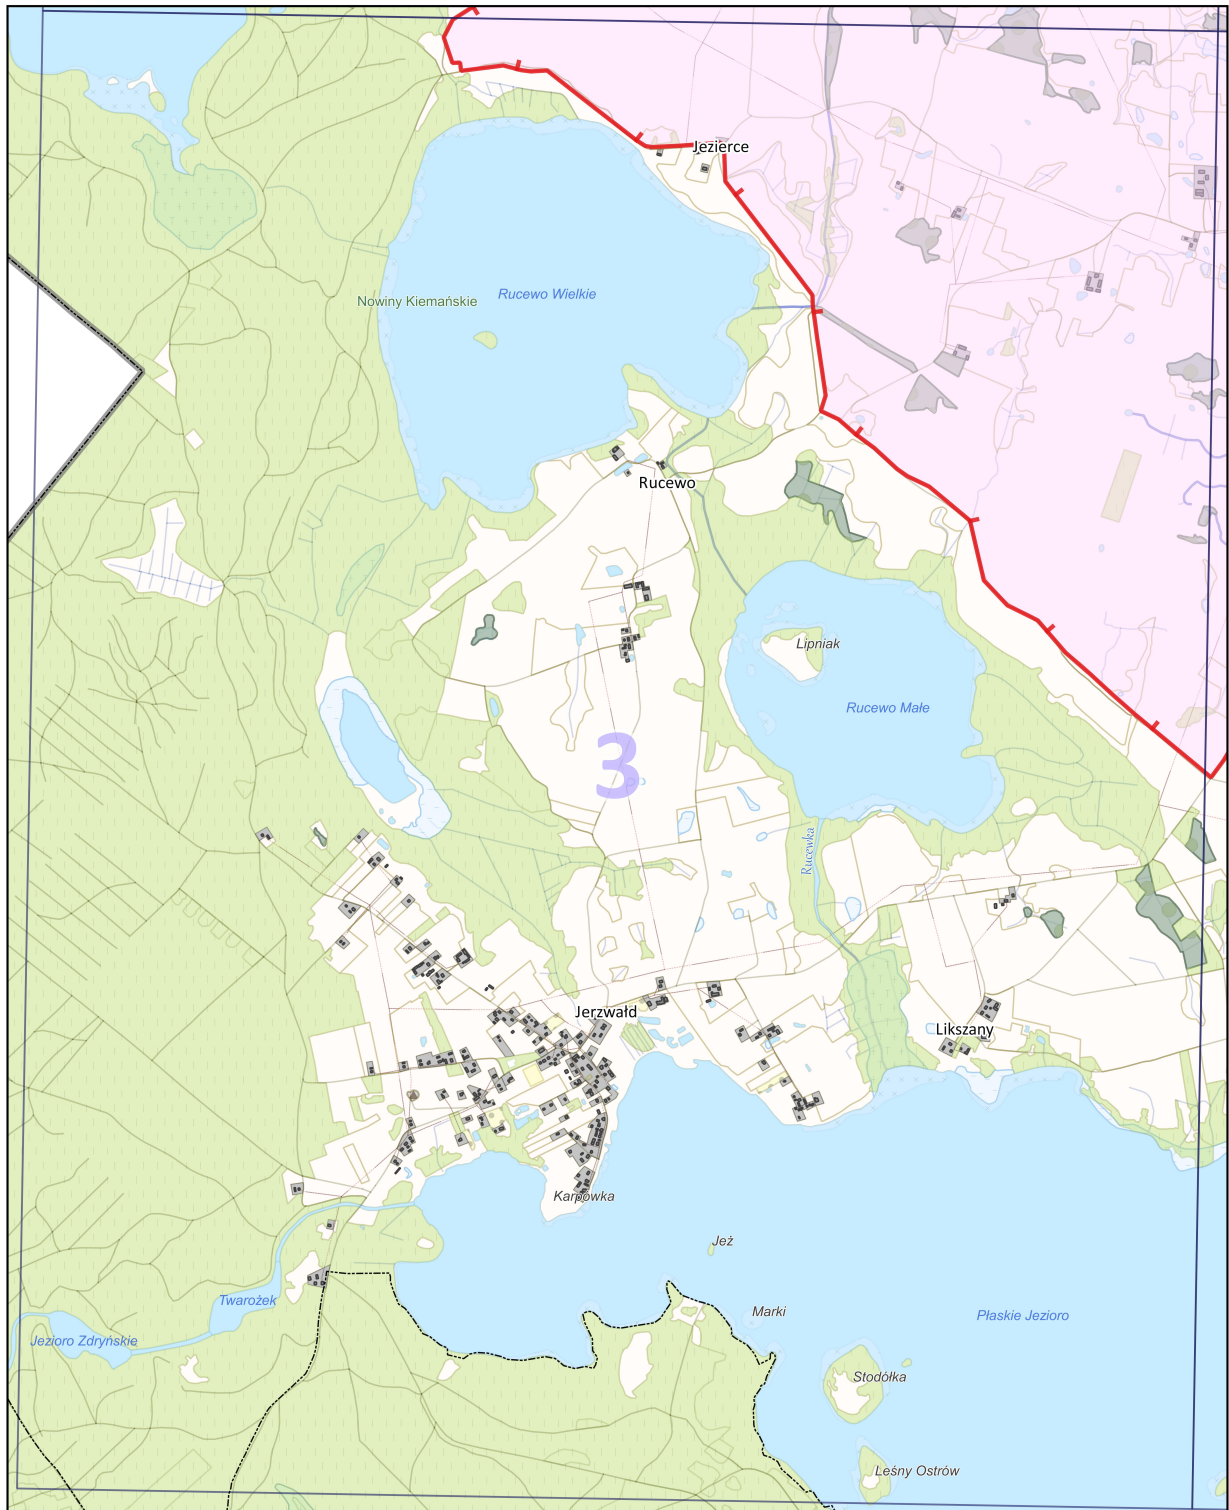 Jezierce
Nowiny Kiemańskie
Rucewo Wielkie
Rucewo
Lipniak
Rucewo Małe
3
Rucewka
Jerzwałd
Likszany
Karpówka
Jeż
Twarożek
Marki
Płaskie Jezioro
Jezioro Zdryńskie
Stodółka
Leśny Ostrów